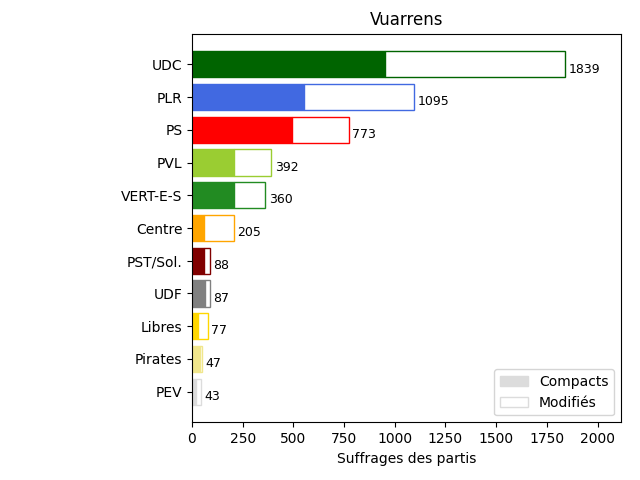 Vuarrens
UDC 1839
PLR 1095
PS 773
PVL 392
VERT-E-S 360
Centre 205
PST/Sol. 88
UDF 87
Libres 77
Pirates 47
PEV 43
Compacts
Modifiés
0 250 500 750 1000 1250 1500 1750 2000
Suffrages des partis